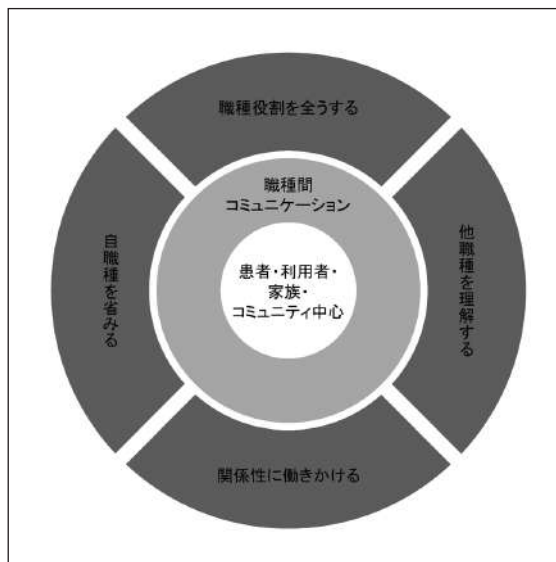 職種役割を全うする
職種間
コミュニケーション
患者・利用者・
家族・
コミュニティ中心
自職種を省みる
他職種を理解する
関係性に働きかける